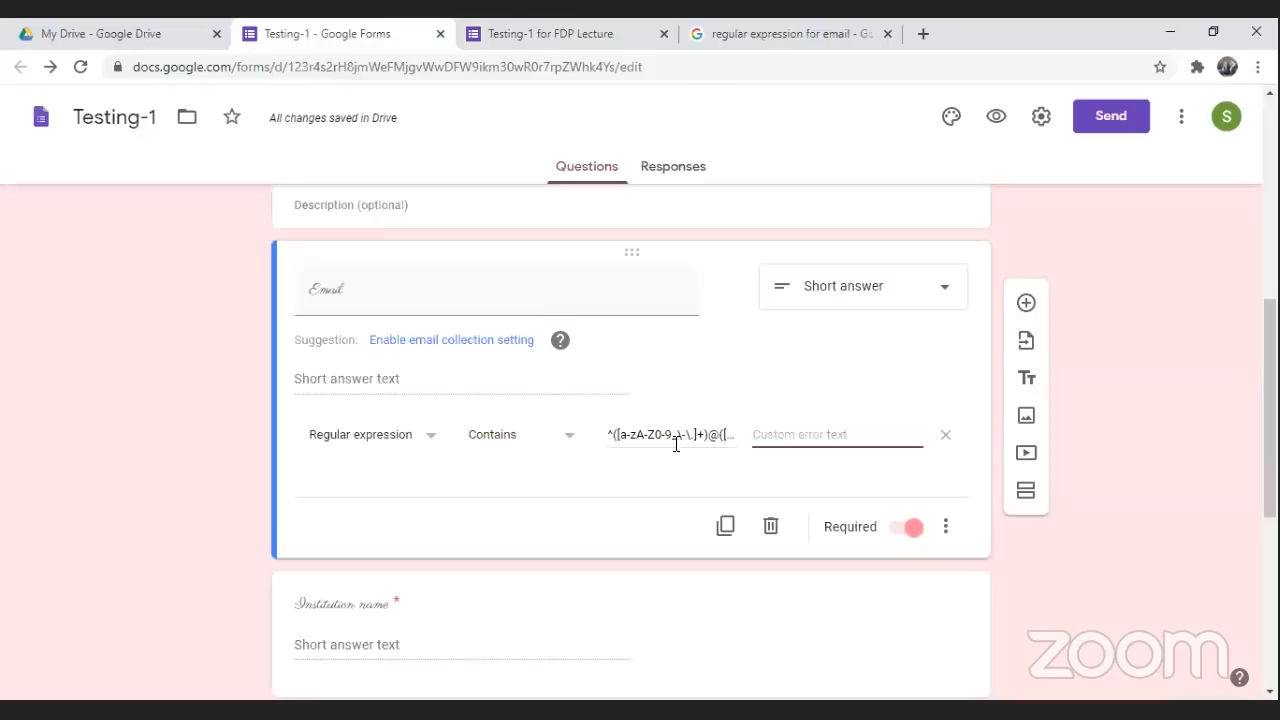 My Drive - Google Drive
Testing-1 - Google Forms
Testing-1 for FDP Lecture
regular expression for email - Go
docs.google.com/forms/d/123r4s2rH8jmWeFMjgvWwDFW9ikm30wR0r7rpZWhk4Ys/edit
Testing-1
All changes saved in Drive
Send
S
Questions
Responses
Description (optional)
Email
Short answer
Suggestion: Enable email collection setting
Short answer text
Regular expression
Contains
^([a-zA-Z0-9_\-\.]+)@([...
Custom error text
Required
Institution name *
Short answer text
zoom